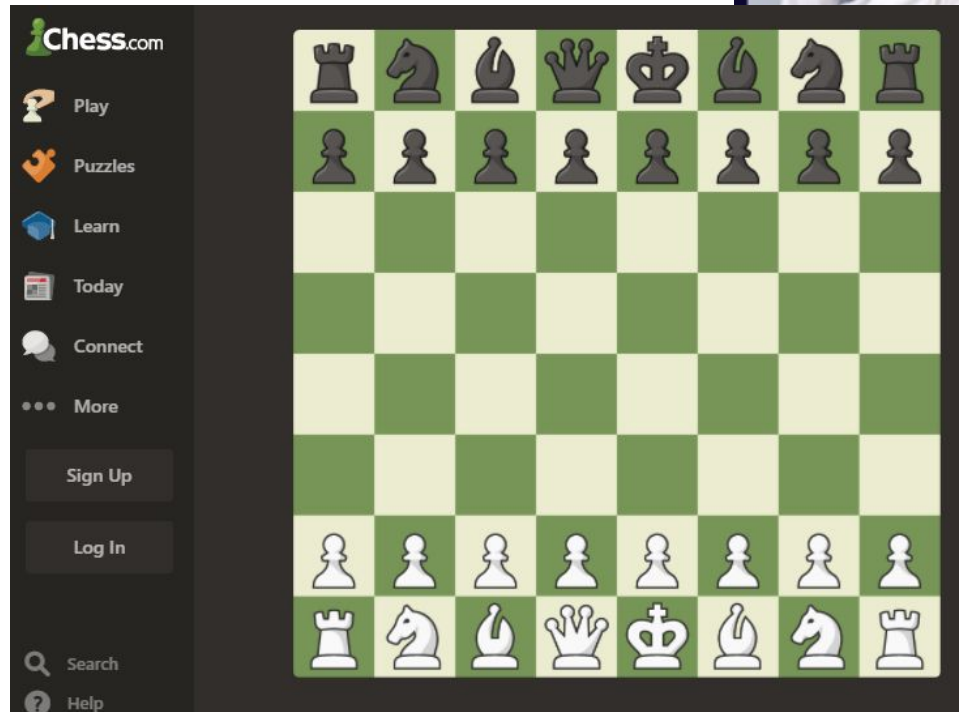 Chess.com
Play
Puzzles
Learn
Today
Connect
More
Sign Up
Log In
Search
Help